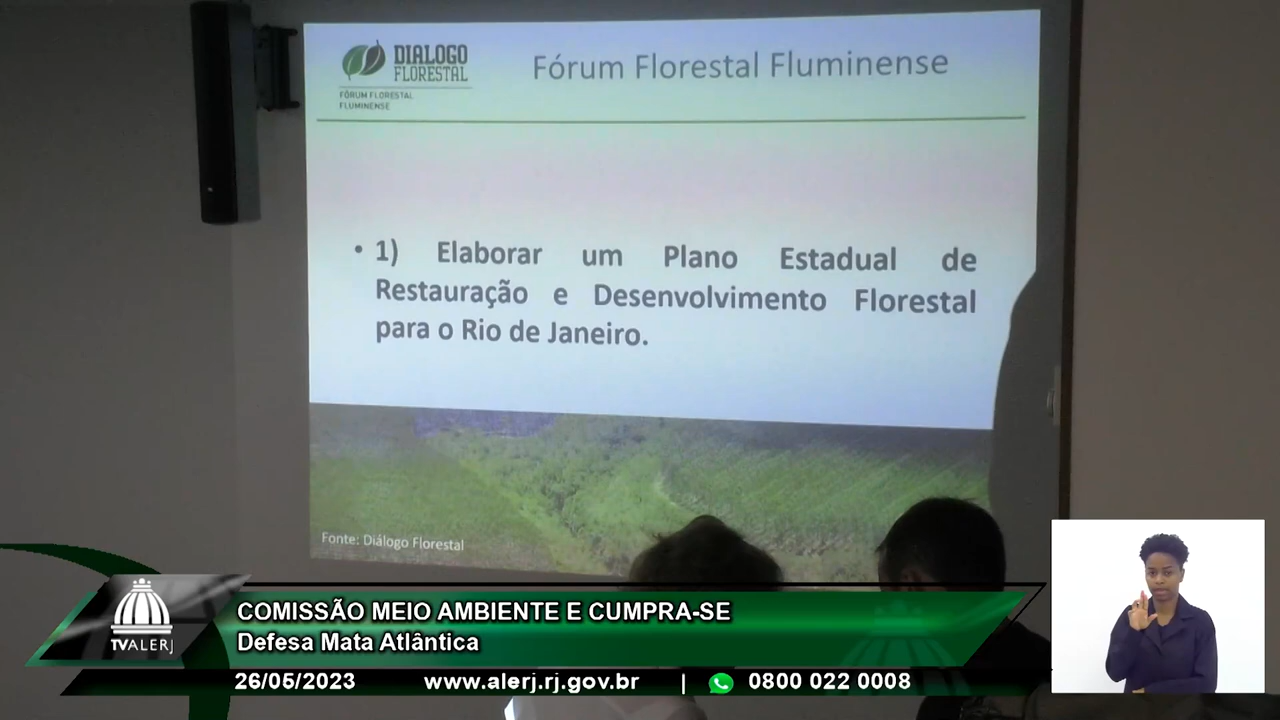 DIALOGO
FLORESTAL
FÓRUM FLORESTAL
FLUMINENSE
Fórum Florestal Fluminense
• 1) Elaborar um Plano Estadual de
Restauração e Desenvolvimento Florestal
para o Rio de Janeiro.
Fonte: Diálogo Florestal
COMISSÃO MEIO AMBIENTE E CUMPRA-SE
Defesa Mata Atlântica
TVALERJ
26/05/2023 www.alerj.rj.gov.br | 0800 022 0008